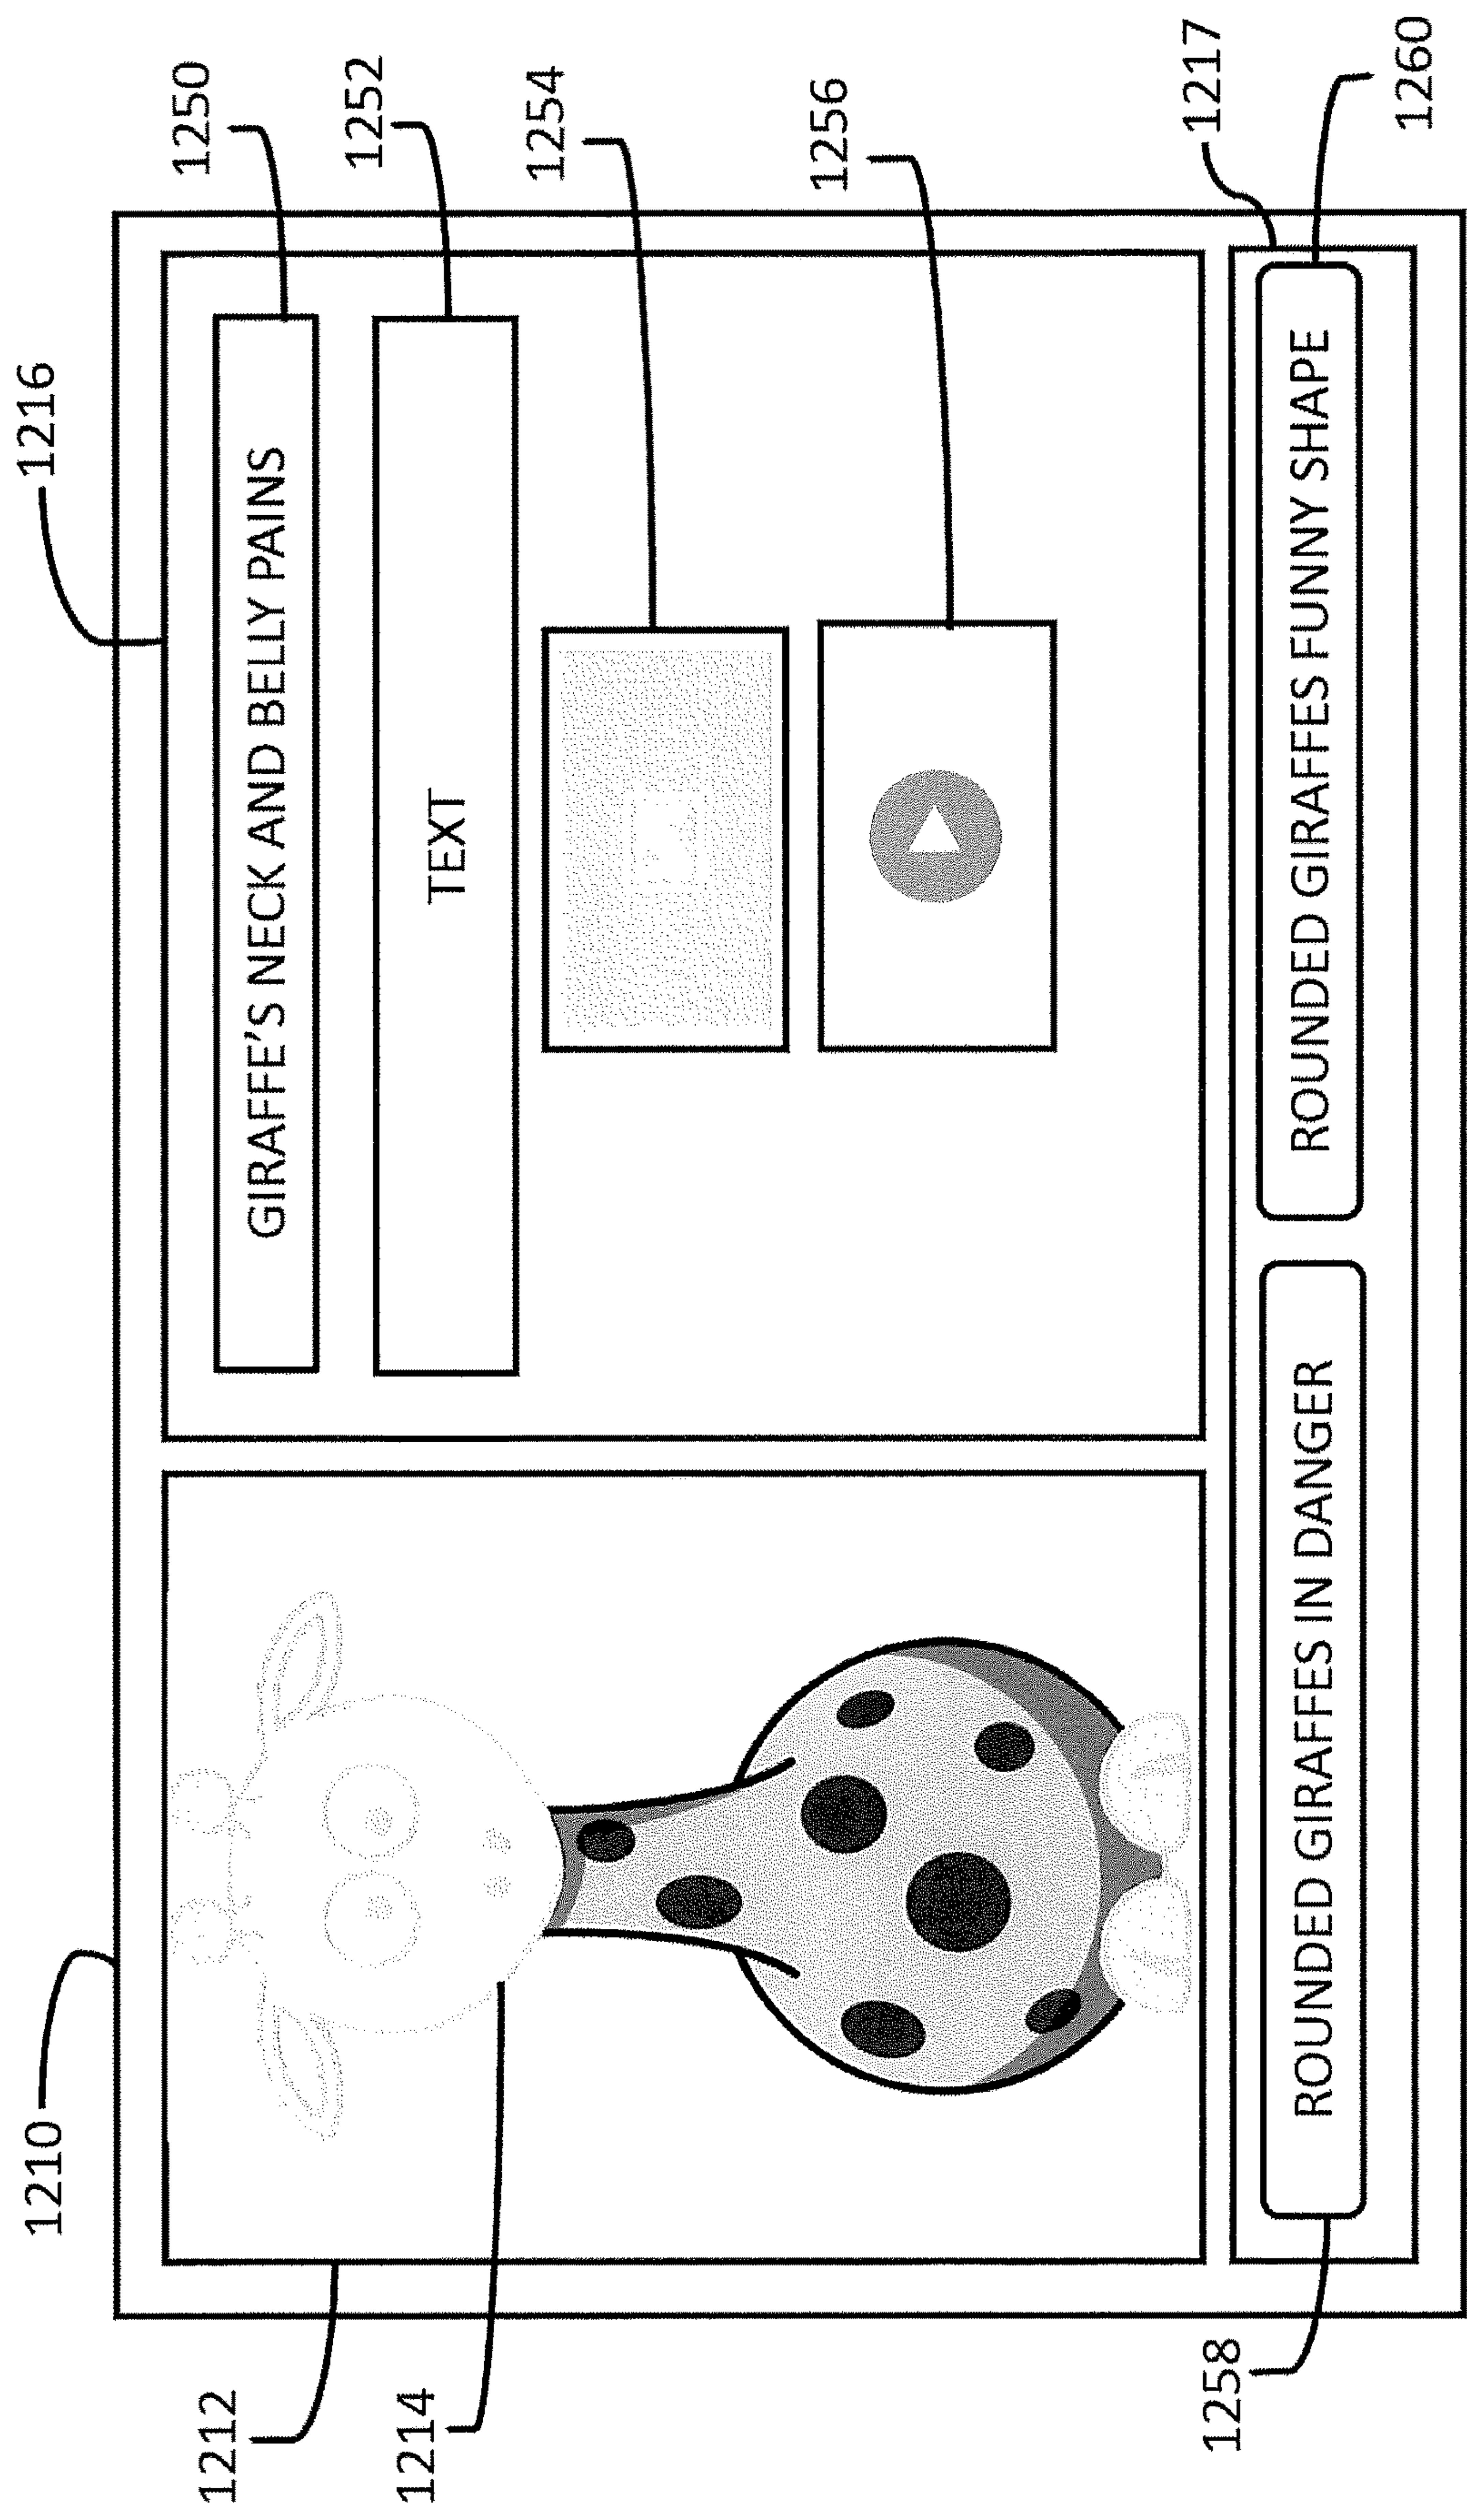 1210
1216
1212
1214
1250
GIRAFFE'S NECK AND BELLY PAINS
1252
TEXT
1254
1256
1217
1258
ROUNDED GIRAFFES IN DANGER
ROUNDED GIRAFFES FUNNY SHAPE
1260